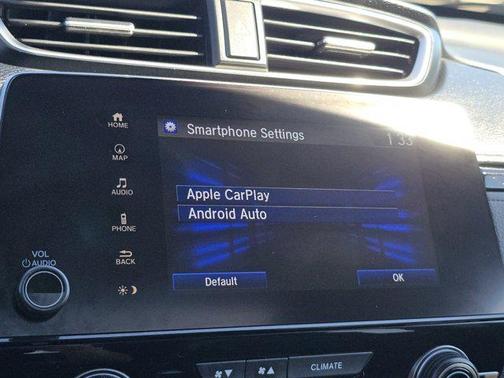 HOME
MAP
AUDIO
PHONE
BACK
VOL
AUDIO
Smartphone Settings
1:33
Apple CarPlay
Android Auto
Default
OK
CLIMATE